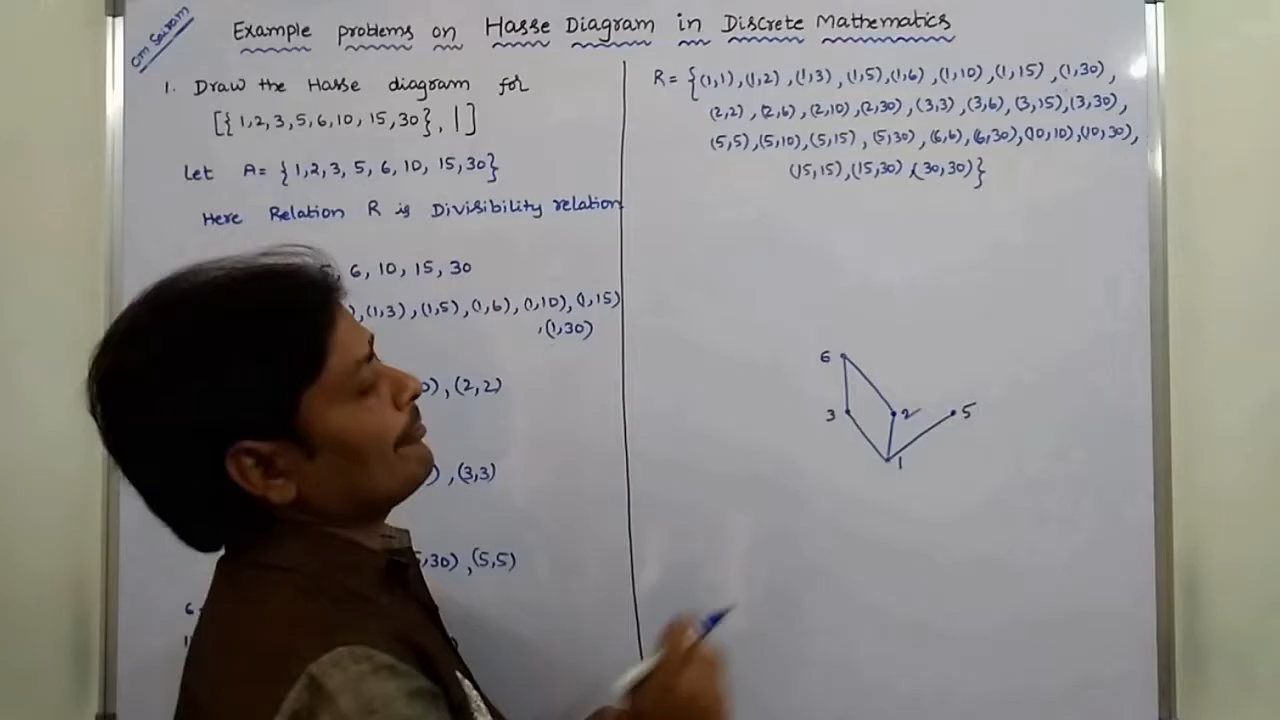 Om Sairam
Example problems on Hasse Diagram in Discrete Mathematics
1. Draw the Hasse diagram for
[{1,2,3,5,6,10,15,30}, |]
Let A= {1,2,3,5,6,10,15,30}
Here Relation R is Divisibility relation
6, 10, 15, 30
,(1,3),(1,5),(1,6),(1,10),(1,15)
,(1,30)
),(2,2)
),(3,3)
,30),(5,5)
6
R= {(1,1),(1,2),(1,3),(1,5),(1,6),(1,10),(1,15),(1,30),
(2,2),(2,6),(2,10),(2,30),(3,3),(3,6),(3,15),(3,30),
(5,5),(5,10),(5,15),(5,30),(6,6),(6,30),(10,10),(10,30),
(15,15),(15,30),(30,30)}
6
3 2 5
1